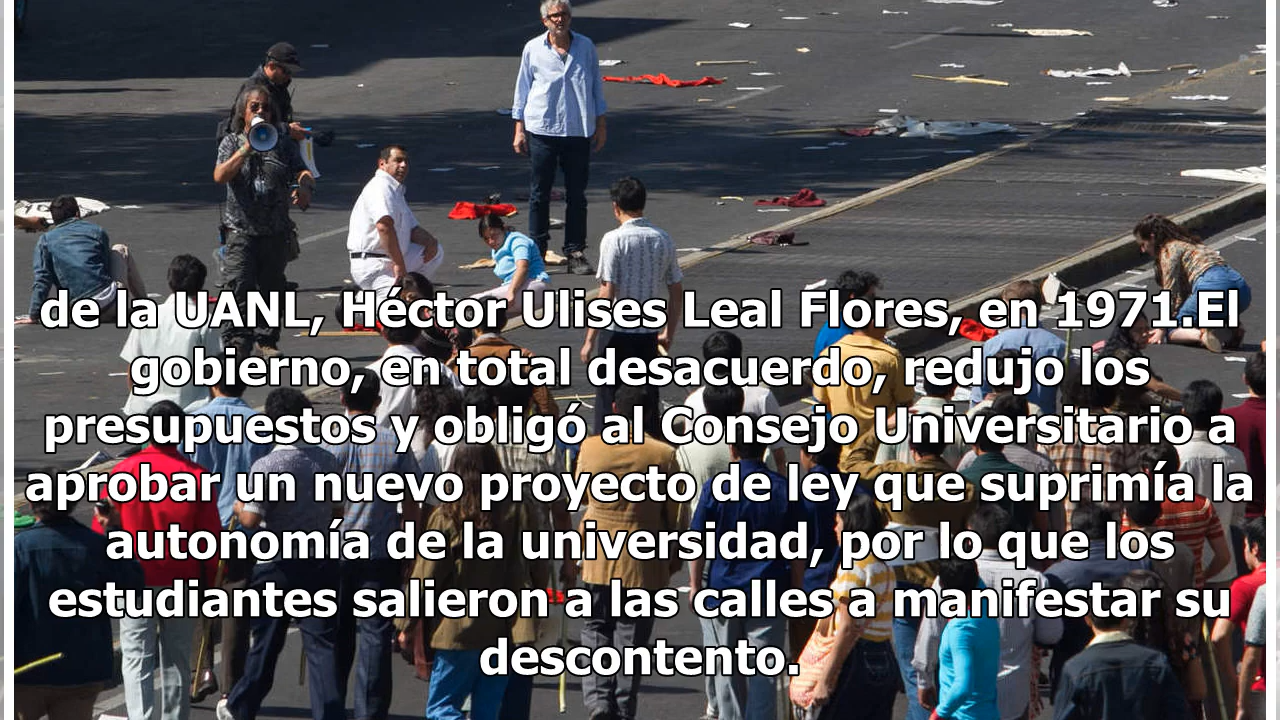 de la UANL, Héctor Ulises Leal Flores, en 1971.El
gobierno, en total desacuerdo, redujo los
presupuestos y obligó al Consejo Universitario a
aprobar un nuevo proyecto de ley que suprimía la
autonomía de la universidad, por lo que los
estudiantes salieron a las calles a manifestar su
descontento.